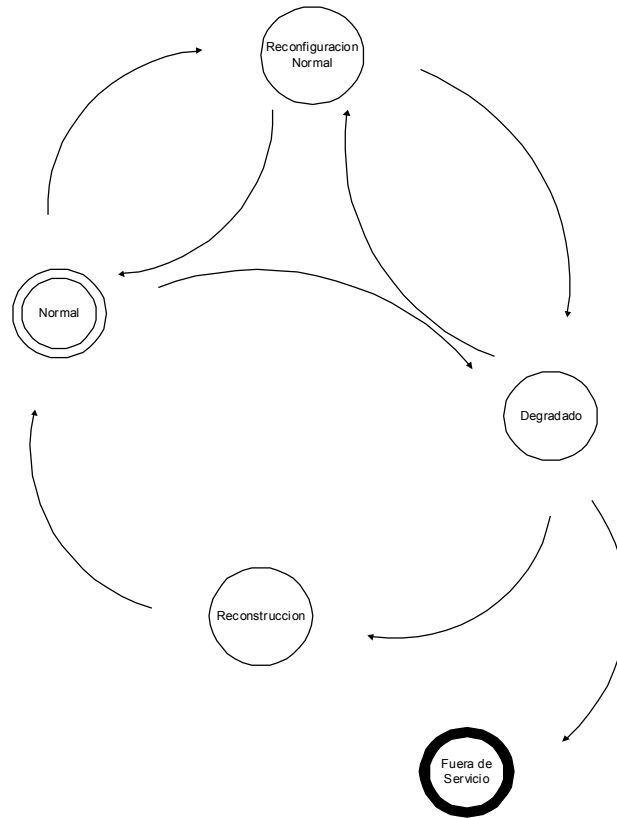 Reconfiguracion
Normal
Normal
Degradado
Reconstruccion
Fuera de
Servicio